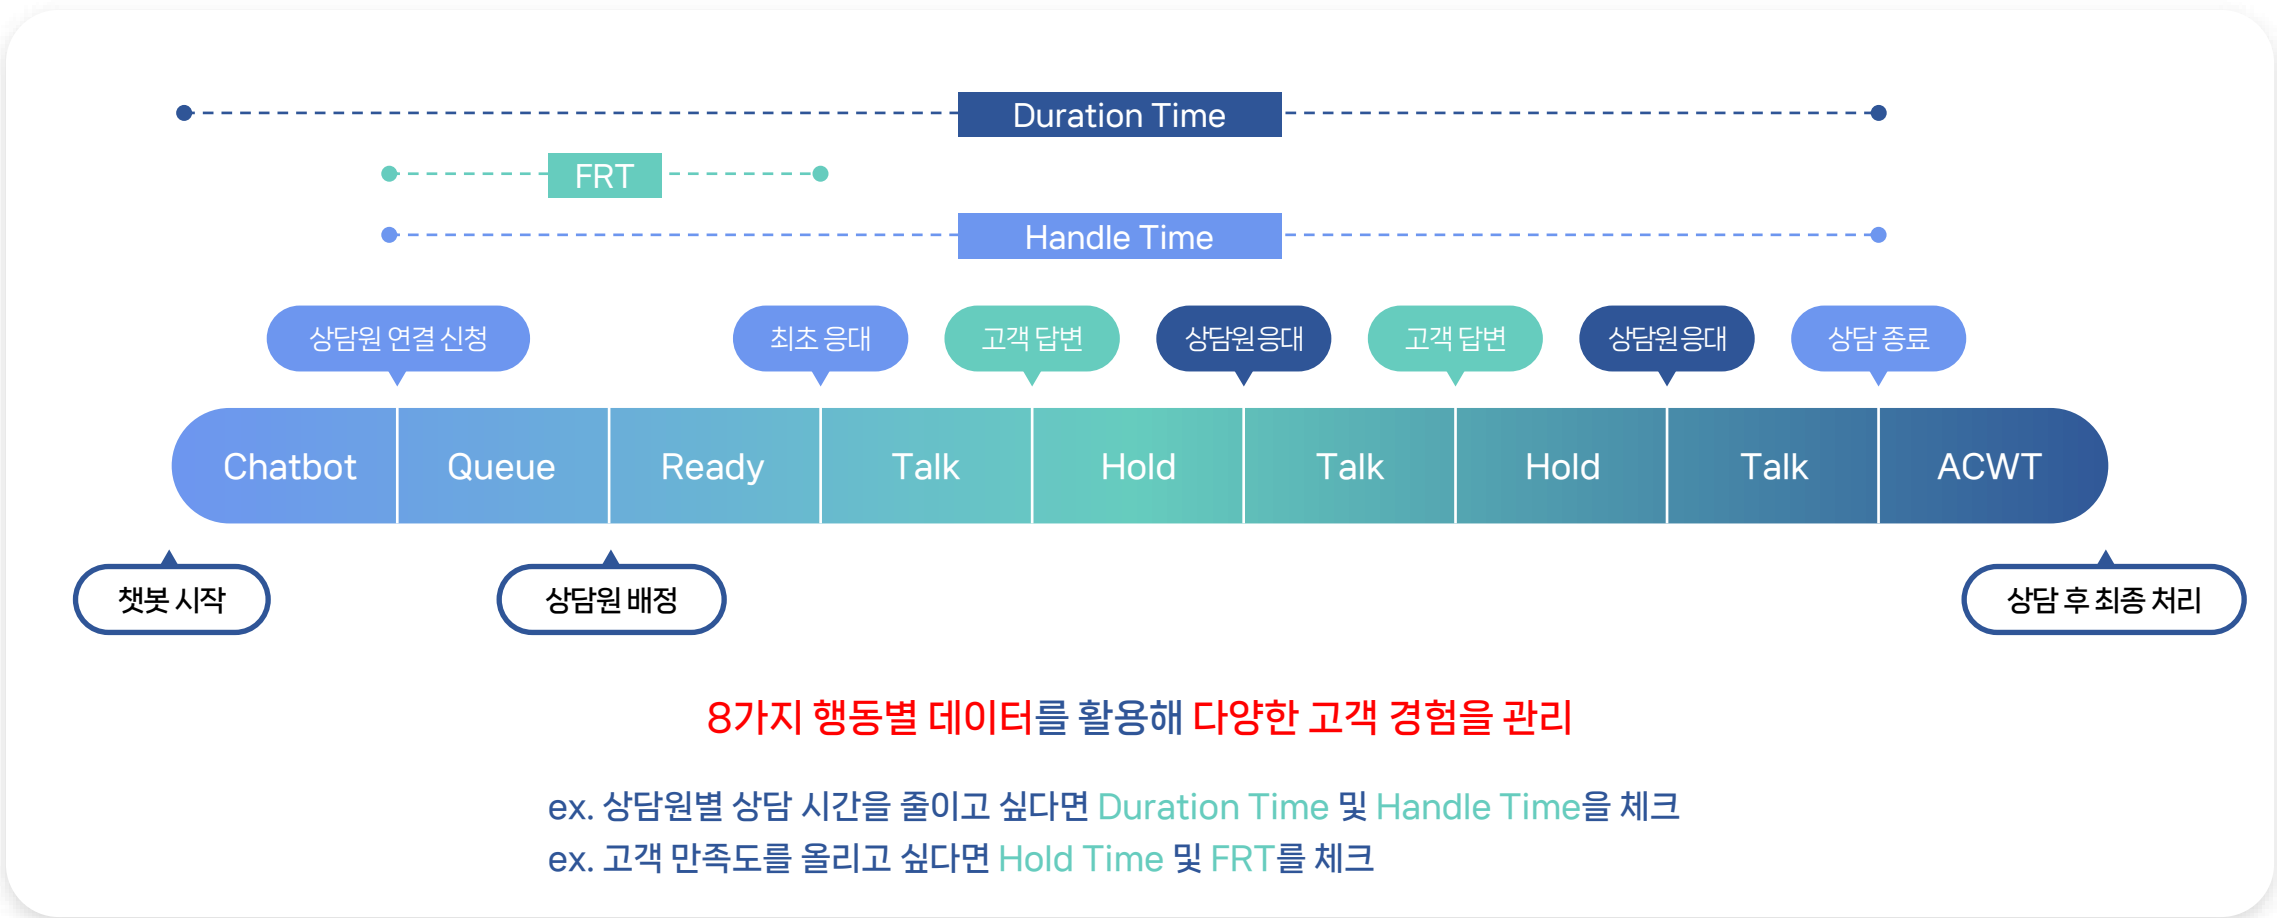 Duration Time
FRT
Handle Time
상담원 연결 신청
최초 응대
고객 답변
상담원 응대
고객 답변
상담원 응대
상담 종료
Chatbot
Queue
Ready
Talk
Hold
Talk
Hold
Talk
ACWT
챗봇 시작
상담원 배정
상담 후 최종 처리
8가지 행동별 데이터를 활용해 다양한 고객 경험을 관리
ex. 상담원별 상담 시간을 줄이고 싶다면 Duration Time 및 Handle Time을 체크
ex. 고객 만족도를 올리고 싶다면 Hold Time 및 FRT를 체크